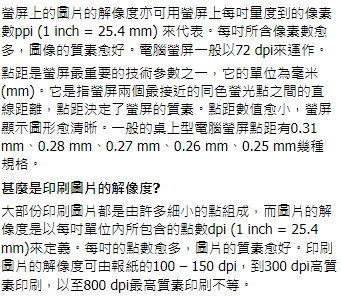 螢屏上的圖片的解像度亦可用螢屏上每吋量度到的像素
數ppi (1 inch = 25.4 mm) 來代表。每吋所含像素數愈
多，圖像的質素愈好。電腦螢屏一般以72 dpi來運作。
點距是螢屏最重要的技術參數之一，它的單位為毫米
(mm)。它是指螢屏兩個最接近的同色螢光點之間的直
線距離，點距決定了螢屏的質素。點距數值愈小，螢屏
顯示圖形愈清晰。一般的桌上型電腦螢屏點距有0.31
mm、0.28 mm、0.27 mm、0.26 mm、0.25 mm幾種
規格。
甚麼是印刷圖片的解像度?
大部份印刷圖片都是由許多細小的點組成，而圖片的解
像度是以每吋單位內所包含的點數dpi (1 inch = 25.4
mm)來定義。每吋的點數愈多，圖片的質素愈好。印刷
圖片的解像度可由報紙的100 – 150 dpi，到300 dpi高質
素印刷，以至800 dpi最高質素印刷不等。